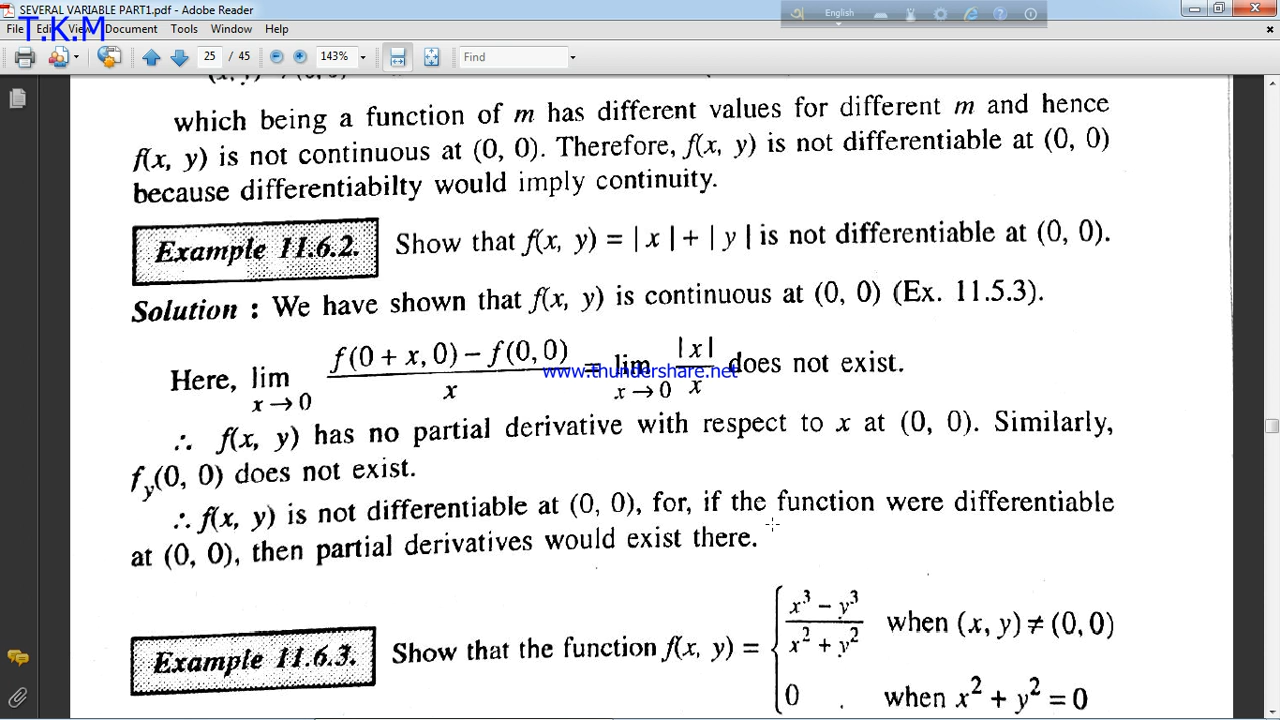 SEVERAL VARIABLE PART1.pdf - Adobe Reader
English
T.K.M
File Edit View Document Tools Window Help
25 / 45 143% Find
which being a function of m has different values for different m and hence
f(x, y) is not continuous at (0, 0). Therefore, f(x, y) is not differentiable at (0, 0)
because differentiabilty would imply continuity.
Example 11.6.2. Show that f(x, y) = | x | + | y | is not differentiable at (0, 0).
Solution : We have shown that f(x, y) is continuous at (0, 0) (Ex. 11.5.3).
Here, lim x → 0 f(0 + x, 0) − f(0, 0) / x = lim x → 0 |x| / x does not exist.
www.thundershare.net
∴ f(x, y) has no partial derivative with respect to x at (0, 0). Similarly,
f_y(0, 0) does not exist.
∴ f(x, y) is not differentiable at (0, 0), for, if the function were differentiable
at (0, 0), then partial derivatives would exist there.
Example 11.6.3. Show that the function f(x, y) = { x³ − y³ / x² + y² when (x, y) ≠ (0, 0)
0 when x² + y² = 0